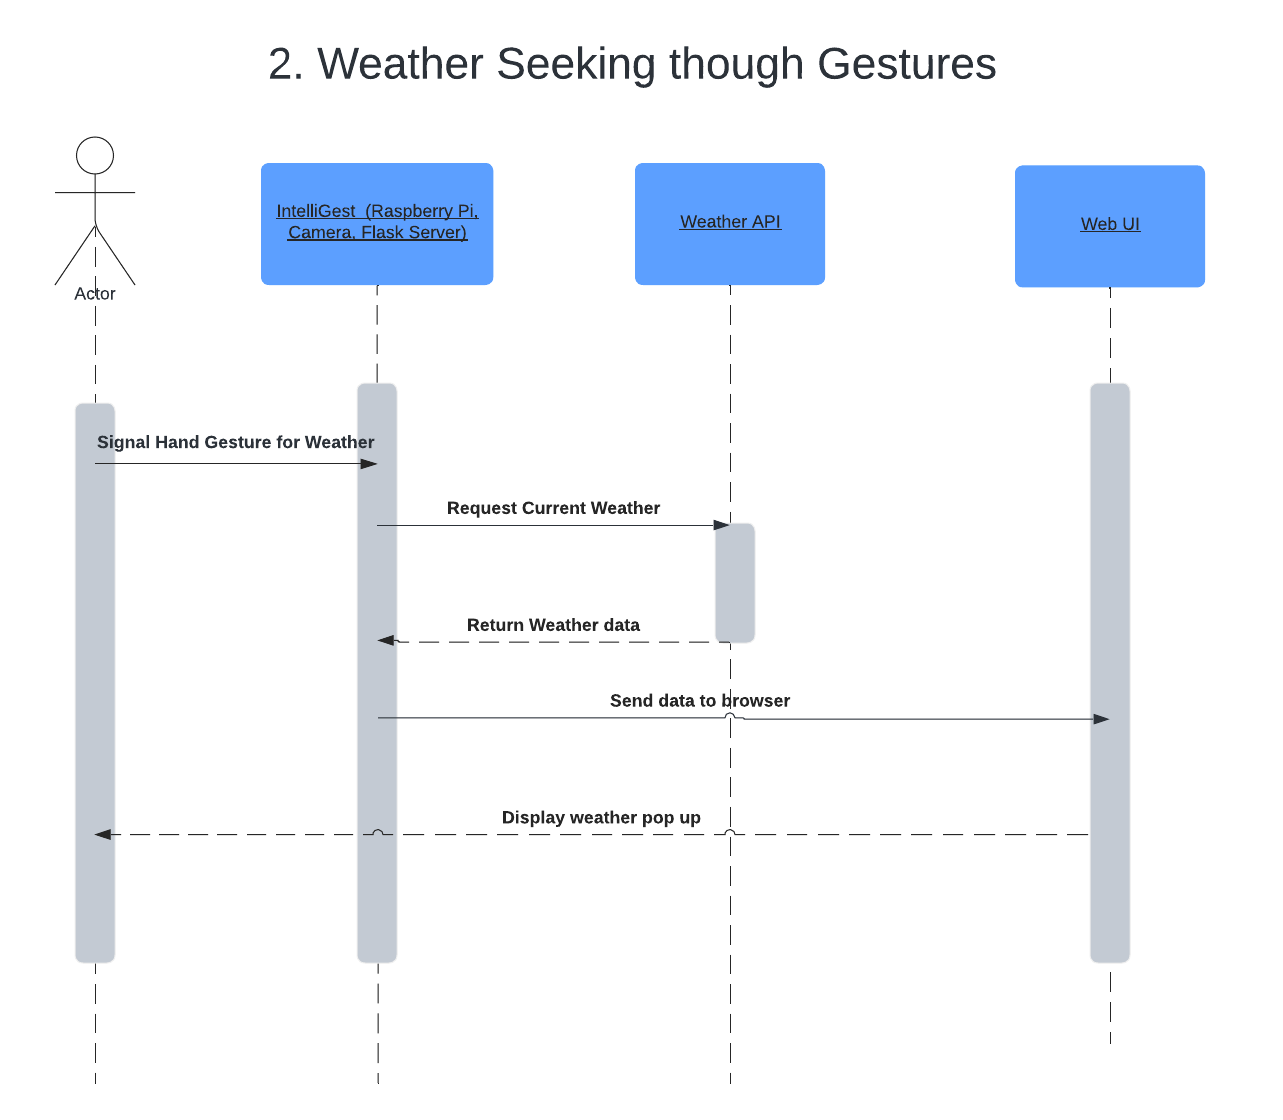 2. Weather Seeking though Gestures
Actor
IntelliGest  (Raspberry Pi,
Camera, Flask Server)
Weather API
Web UI
Signal Hand Gesture for Weather
Request Current Weather
Return Weather data
Send data to browser
Display weather pop up